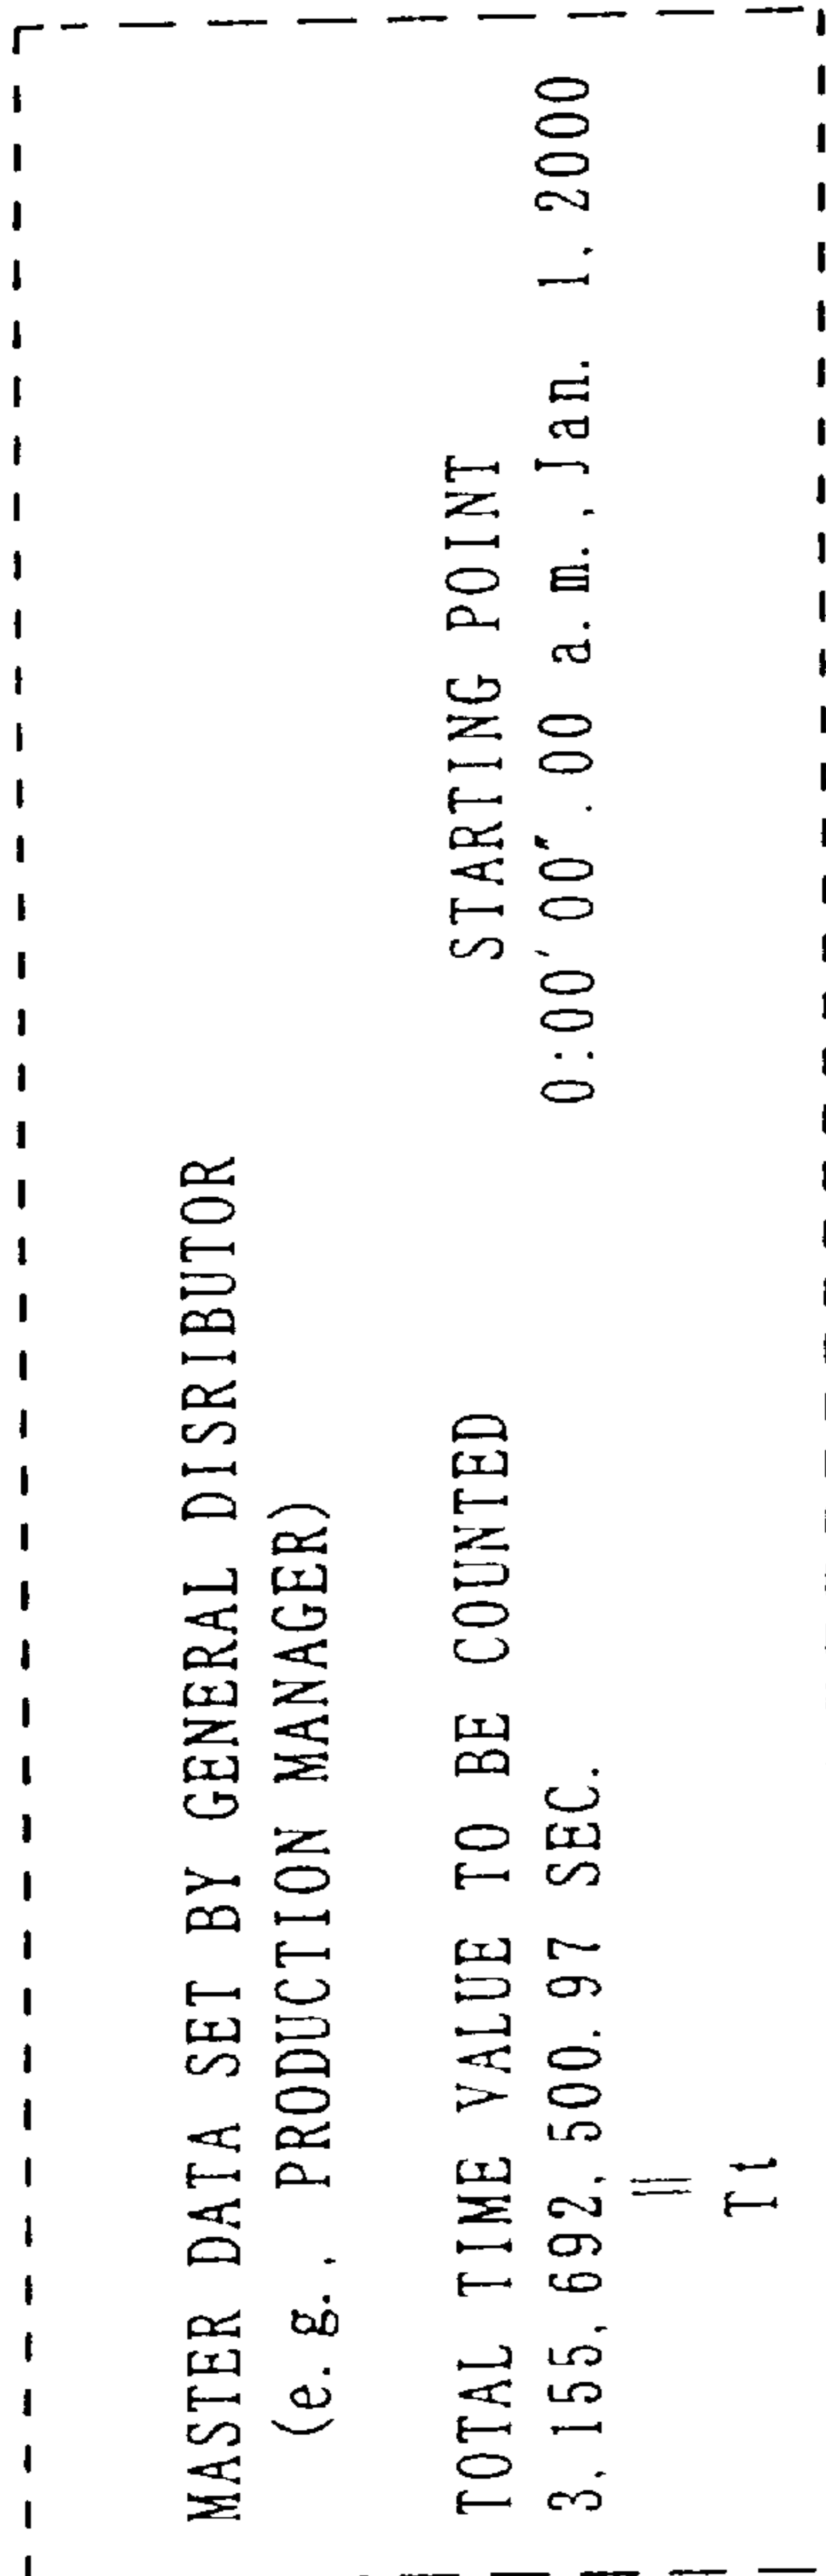 MASTER DATA SET BY GENERAL DISRIBUTOR
(e.g., PRODUCTION MANAGER)
TOTAL TIME VALUE TO BE COUNTED
3,155,692,500.97 SEC.
=
Tt
STARTING POINT
0:00'00".00 a.m.,Jan. 1,2000